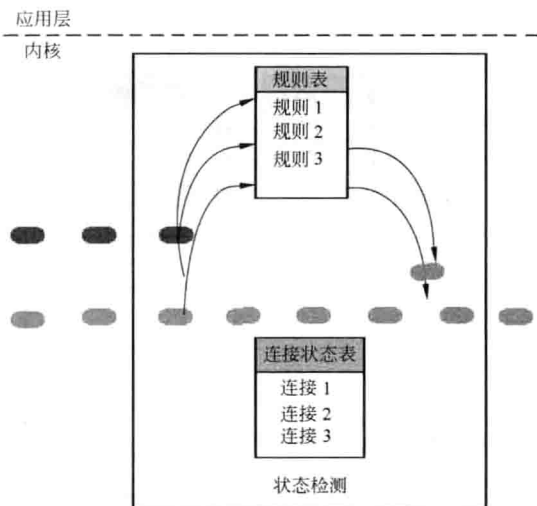 应用层
内核
规则表
规则 1
规则 2
规则 3
连接状态表
连接 1
连接 2
连接 3
状态检测